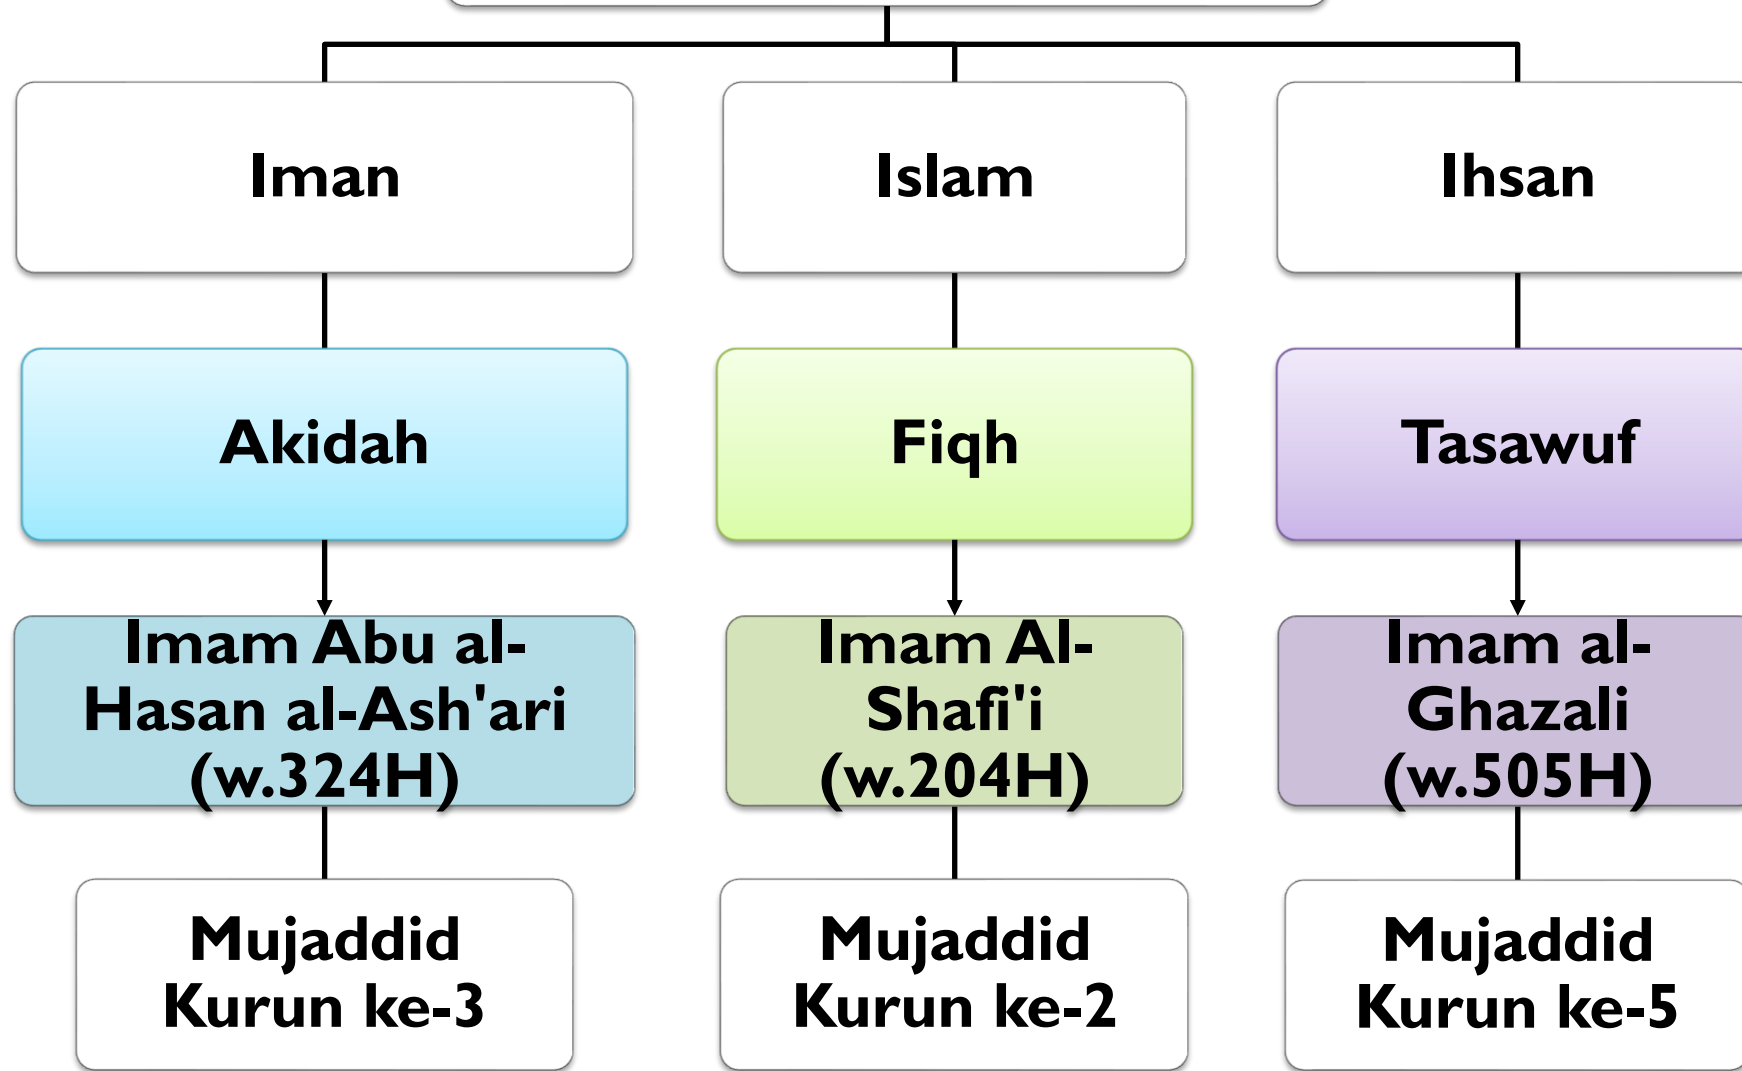 Iman
Islam
Ihsan
Akidah
Fiqh
Tasawuf
Imam Abu al-
Hasan al-Ash'ari
(w.324H)
Imam Al-
Shafi'i
(w.204H)
Imam al-
Ghazali
(w.505H)
Mujaddid
Kurun ke-3
Mujaddid
Kurun ke-2
Mujaddid
Kurun ke-5